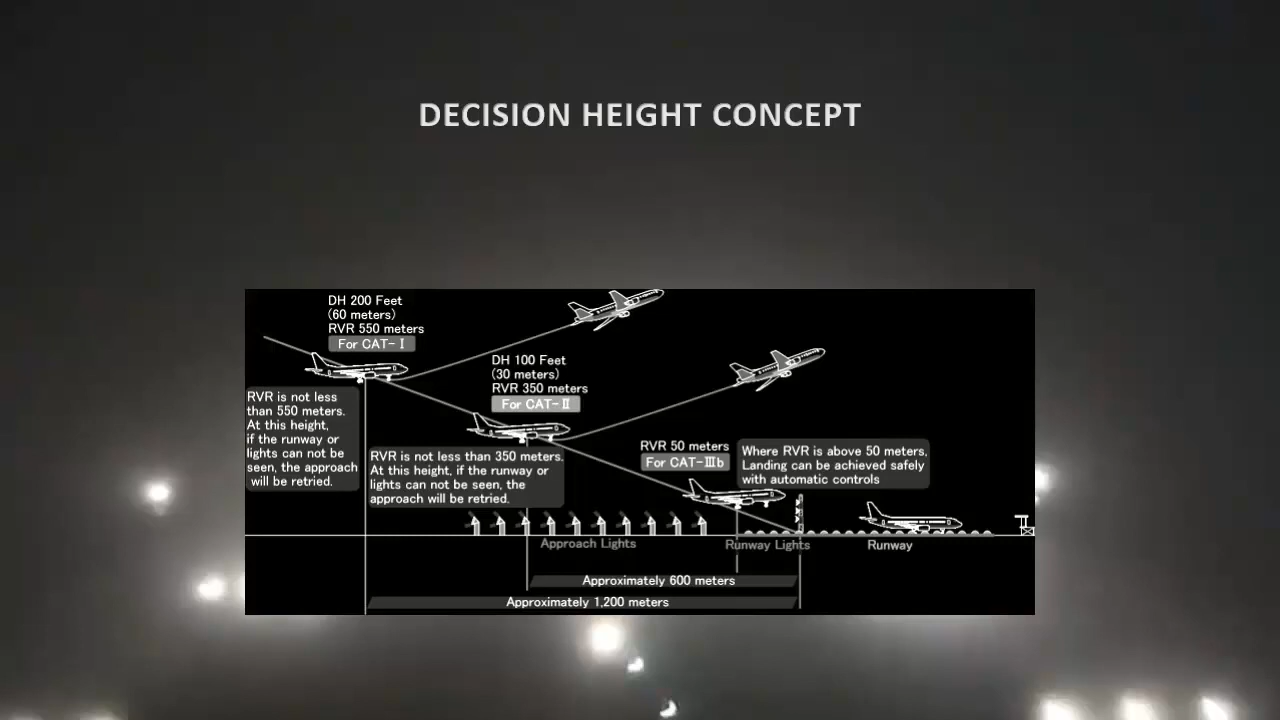 DECISION HEIGHT CONCEPT
DH 200 Feet
(60 meters)
RVR 550 meters
For CAT-Ⅰ
DH 100 Feet
(30 meters)
RVR 350 meters
For CAT-Ⅱ
RVR is not less
than 550 meters.
At this height,
if the runway or
lights can not be
seen, the approach
will be retried.
RVR is not less than 350 meters.
At this height, if the runway or
lights can not be seen, the
approach will be retried.
RVR 50 meters
For CAT-Ⅲb
Where RVR is above 50 meters,
Landing can be achieved safely
with automatic controls
Approach Lights
Runway Lights
Runway
Approximately 600 meters
Approximately 1,200 meters